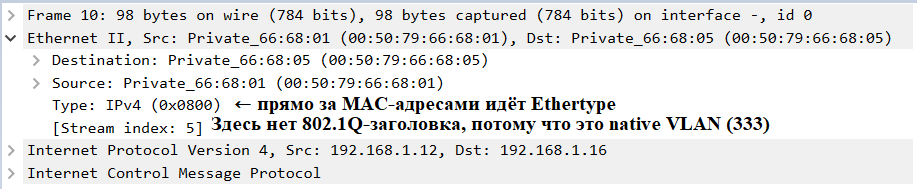 Frame 10: 98 bytes on wire (784 bits), 98 bytes captured (784 bits) on interface -, id 0
Ethernet II, Src: Private_66:68:01 (00:50:79:66:68:01), Dst: Private_66:68:05 (00:50:79:66:68:05)
Destination: Private_66:68:05 (00:50:79:66:68:05)
Source: Private_66:68:01 (00:50:79:66:68:01)
Type: IPv4 (0x0800) ← прямо за MAC-адресами идёт Ethertype
[Stream index: 5] Здесь нет 802.1Q-заголовка, потому что это native VLAN (333)
Internet Protocol Version 4, Src: 192.168.1.12, Dst: 192.168.1.16
Internet Control Message Protocol